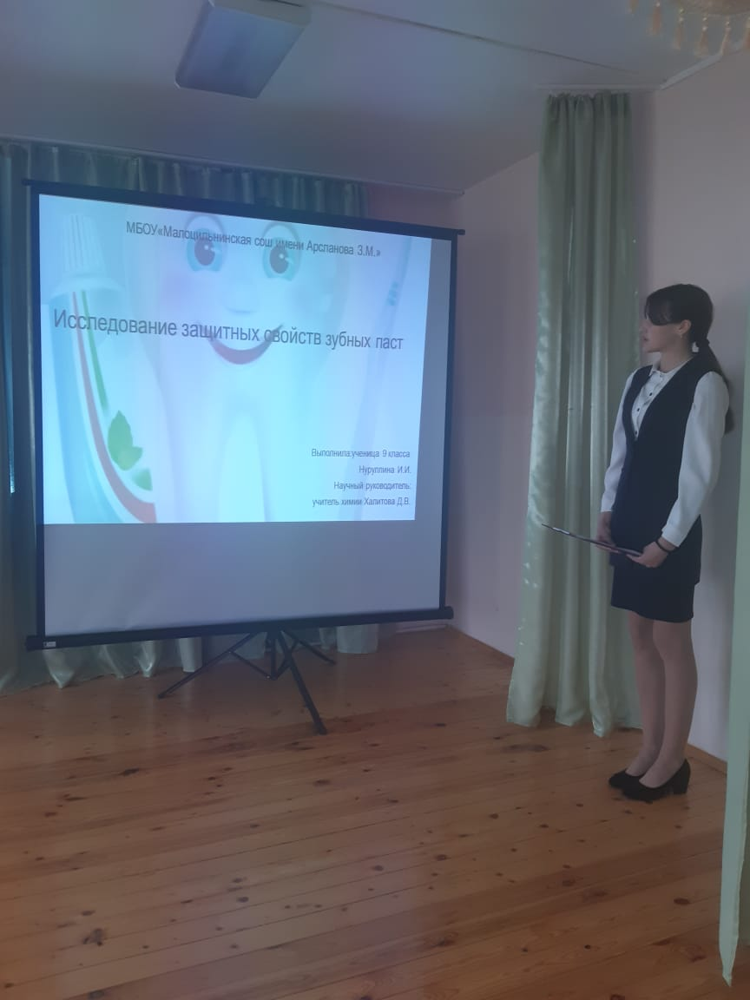 МБОУ«Малоцильнинская сош имени Арсланова З.М.»
Исследование защитных свойств зубных паст
Выполнила:ученица 9 класса
Нуруллина И.И.
Научный руководитель:
учитель химии Халитова Д.В.